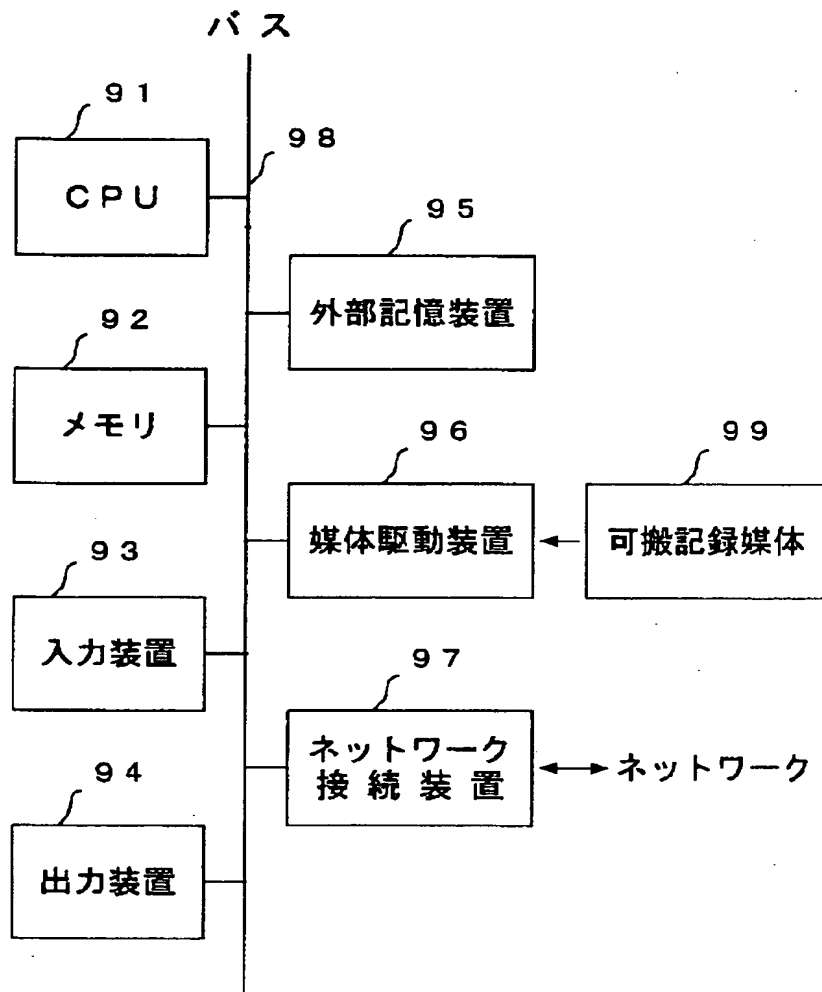 バス
91
98
CPU
95
外部記憶装置
92
メモリ
96
99
媒体駆動装置
可搬記録媒体
93
入力装置
97
ネットワーク
接続装置
ネットワーク
94
出力装置